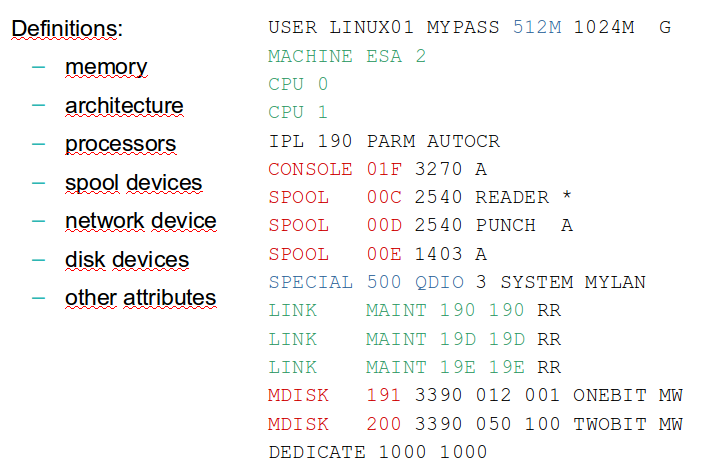 Definitions:
– memory
– architecture
– processors
– spool devices
– network device
– disk devices
– other attributes
USER LINUX01 MYPASS 512M 1024M  G
MACHINE ESA 2
CPU 0
CPU 1
IPL 190 PARM AUTOCR
CONSOLE 01F 3270 A
SPOOL   00C 2540 READER *
SPOOL   00D 2540 PUNCH  A
SPOOL   00E 1403 A
SPECIAL 500 QDIO 3 SYSTEM MYLAN
LINK    MAINT 190 190 RR
LINK    MAINT 19D 19D RR
LINK    MAINT 19E 19E RR
MDISK   191 3390 012 001 ONEBIT MW
MDISK   200 3390 050 100 TWOBIT MW
DEDICATE 1000 1000